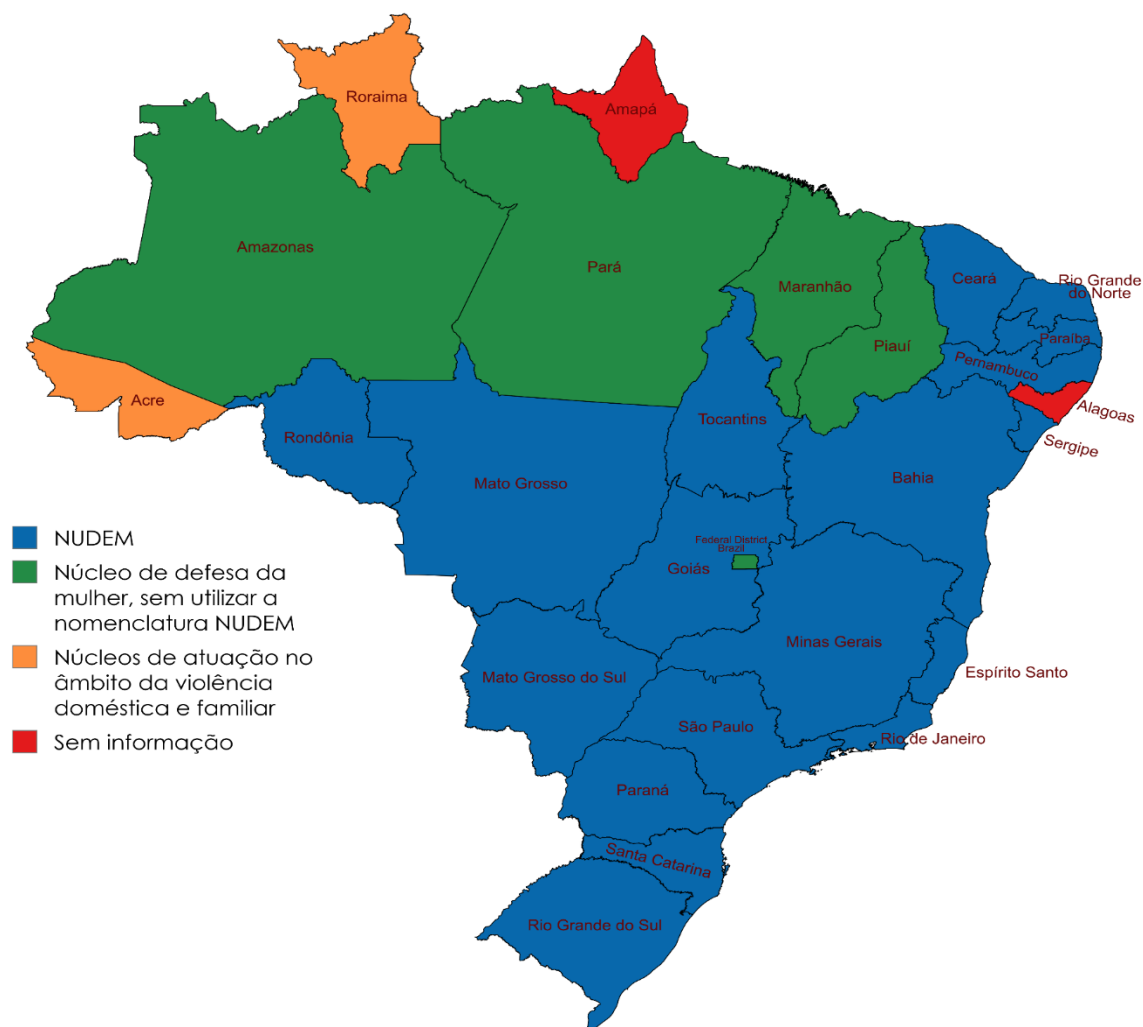 Roraima
Amapá
Amazonas
Pará
Maranhão
Ceará
Rio Grande
do Norte
Paraíba
Piauí
Pernambuco
Acre
Tocantins
Alagoas
Rondônia
Sergipe
Bahia
Mato Grosso
Federal District
Brazil
Goiás
NUDEM
Núcleo de defesa da
mulher, sem utilizar a
nomenclatura NUDEM
Núcleos de atuação no
âmbito da violência
doméstica e familiar
Sem informação
Minas Gerais
Espírito Santo
Mato Grosso do Sul
São Paulo
Rio de Janeiro
Paraná
Santa Catarina
Rio Grande do Sul